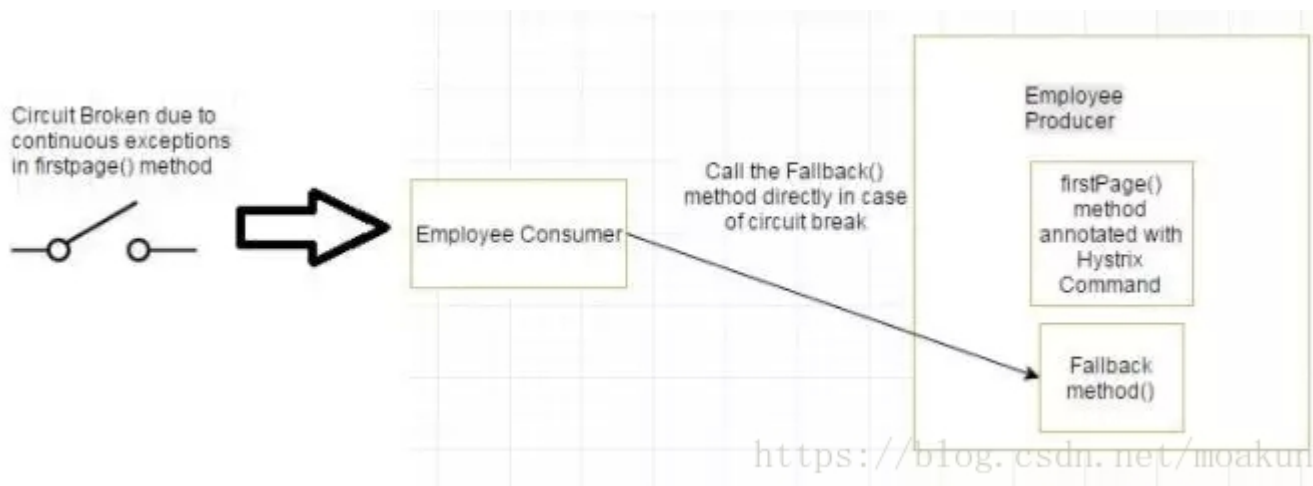 Circuit Broken due to
continuous exceptions
in firstpage() method
Employee Consumer
Call the Fallback()
method directly in case
of circuit break
Employee
Producer
firstPage()
method
annotated with
Hystrix
Command
Fallback
method()
https://blog.csdn.net/moakun